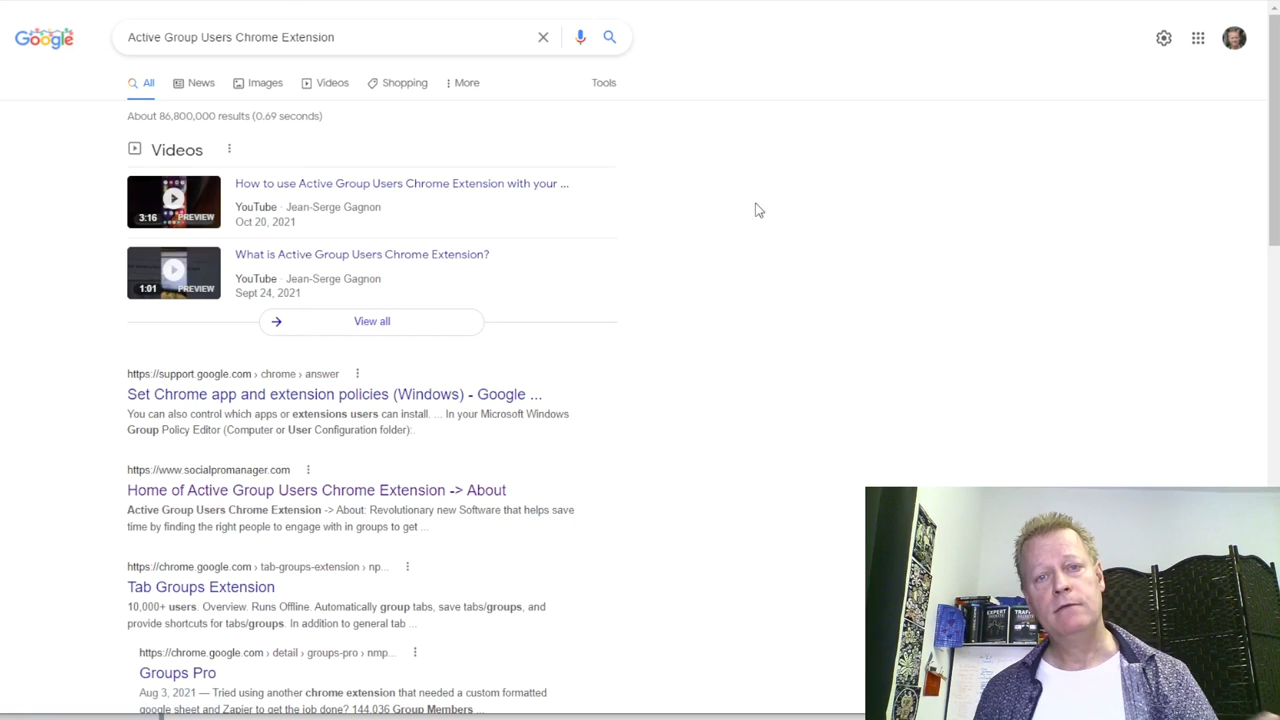 Google
Active Group Users Chrome Extension
All
News
Images
Videos
Shopping
More
Tools
About 86,800,000 results (0.69 seconds)
Videos
How to use Active Group Users Chrome Extension with your ...
3:16
PREVIEW
YouTube · Jean-Serge Gagnon
Oct 20, 2021
What is Active Group Users Chrome Extension?
1:01
PREVIEW
YouTube · Jean-Serge Gagnon
Sept 24, 2021
View all
https://support.google.com › chrome › answer
Set Chrome app and extension policies (Windows) - Google ...
You can also control which apps or extensions users can install. ... In your Microsoft Windows
Group Policy Editor (Computer or User Configuration folder):.
https://www.socialpromanager.com
Home of Active Group Users Chrome Extension -> About
Active Group Users Chrome Extension -> About: Revolutionary new Software that helps save
time by finding the right people to engage with in groups to get ...
https://chrome.google.com › tab-groups-extension › np...
Tab Groups Extension
10,000+ users. Overview. Runs Offline. Automatically group tabs, save tabs/groups, and
provide shortcuts for tabs/groups. In addition to general tab ...
https://chrome.google.com › detail › groups-pro › nmp...
Groups Pro
Aug 3, 2021 — Tried using another chrome extension that needed a custom formatted
google sheet and Zapier to get the job done? 144,036 Group Members ...
EXPERT